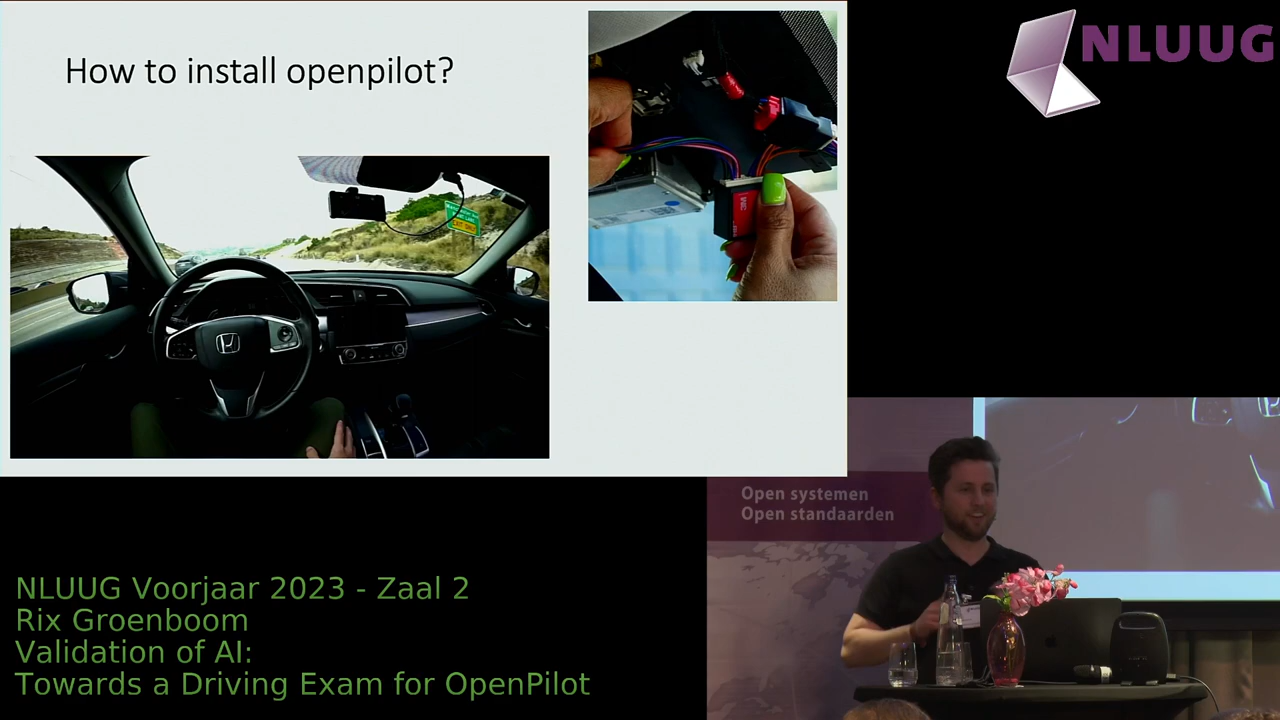 How to install openpilot?
NLUUG
Open systemen
Open standaarden
NLUUG Voorjaar 2023 - Zaal 2
Rix Groenboom
Validation of AI:
Towards a Driving Exam for OpenPilot